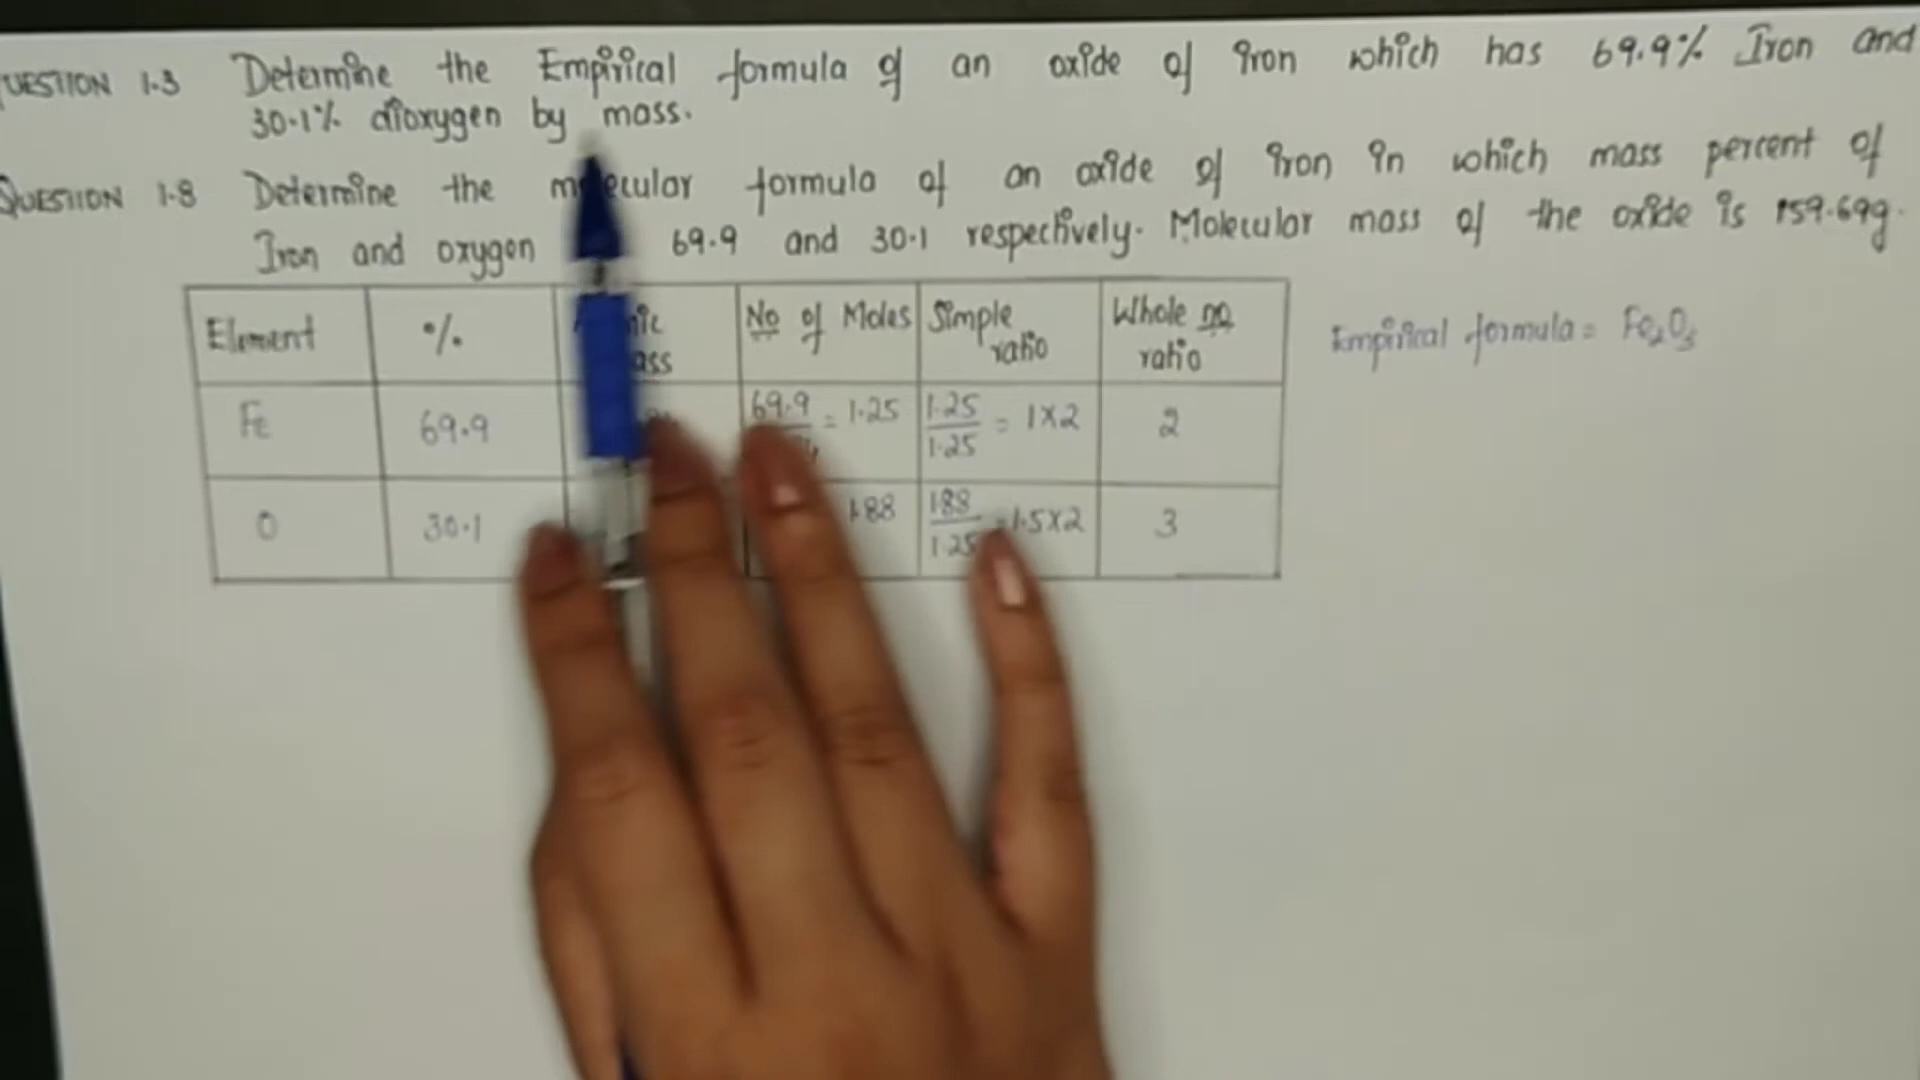 QUESTION 1.3 Determine the Empirical formula of an oxide of iron which has 69.9% Iron and
30.1% dioxygen by mass.
QUESTION 1.8 Determine the molecular formula of an oxide of iron in which mass percent of
Iron and oxygen 69.9 and 30.1 respectively. Molecular mass of the oxide is 159.69g.
Element % No of Moles Simple ratio Whole no ratio
Empirical formula = Fe₂O₃
Fe 69.9 69.9 = 1.25 1.25/1.25 = 1×2 2
O 30.1 1.88 1.88/1.25 = 1.5×2 3